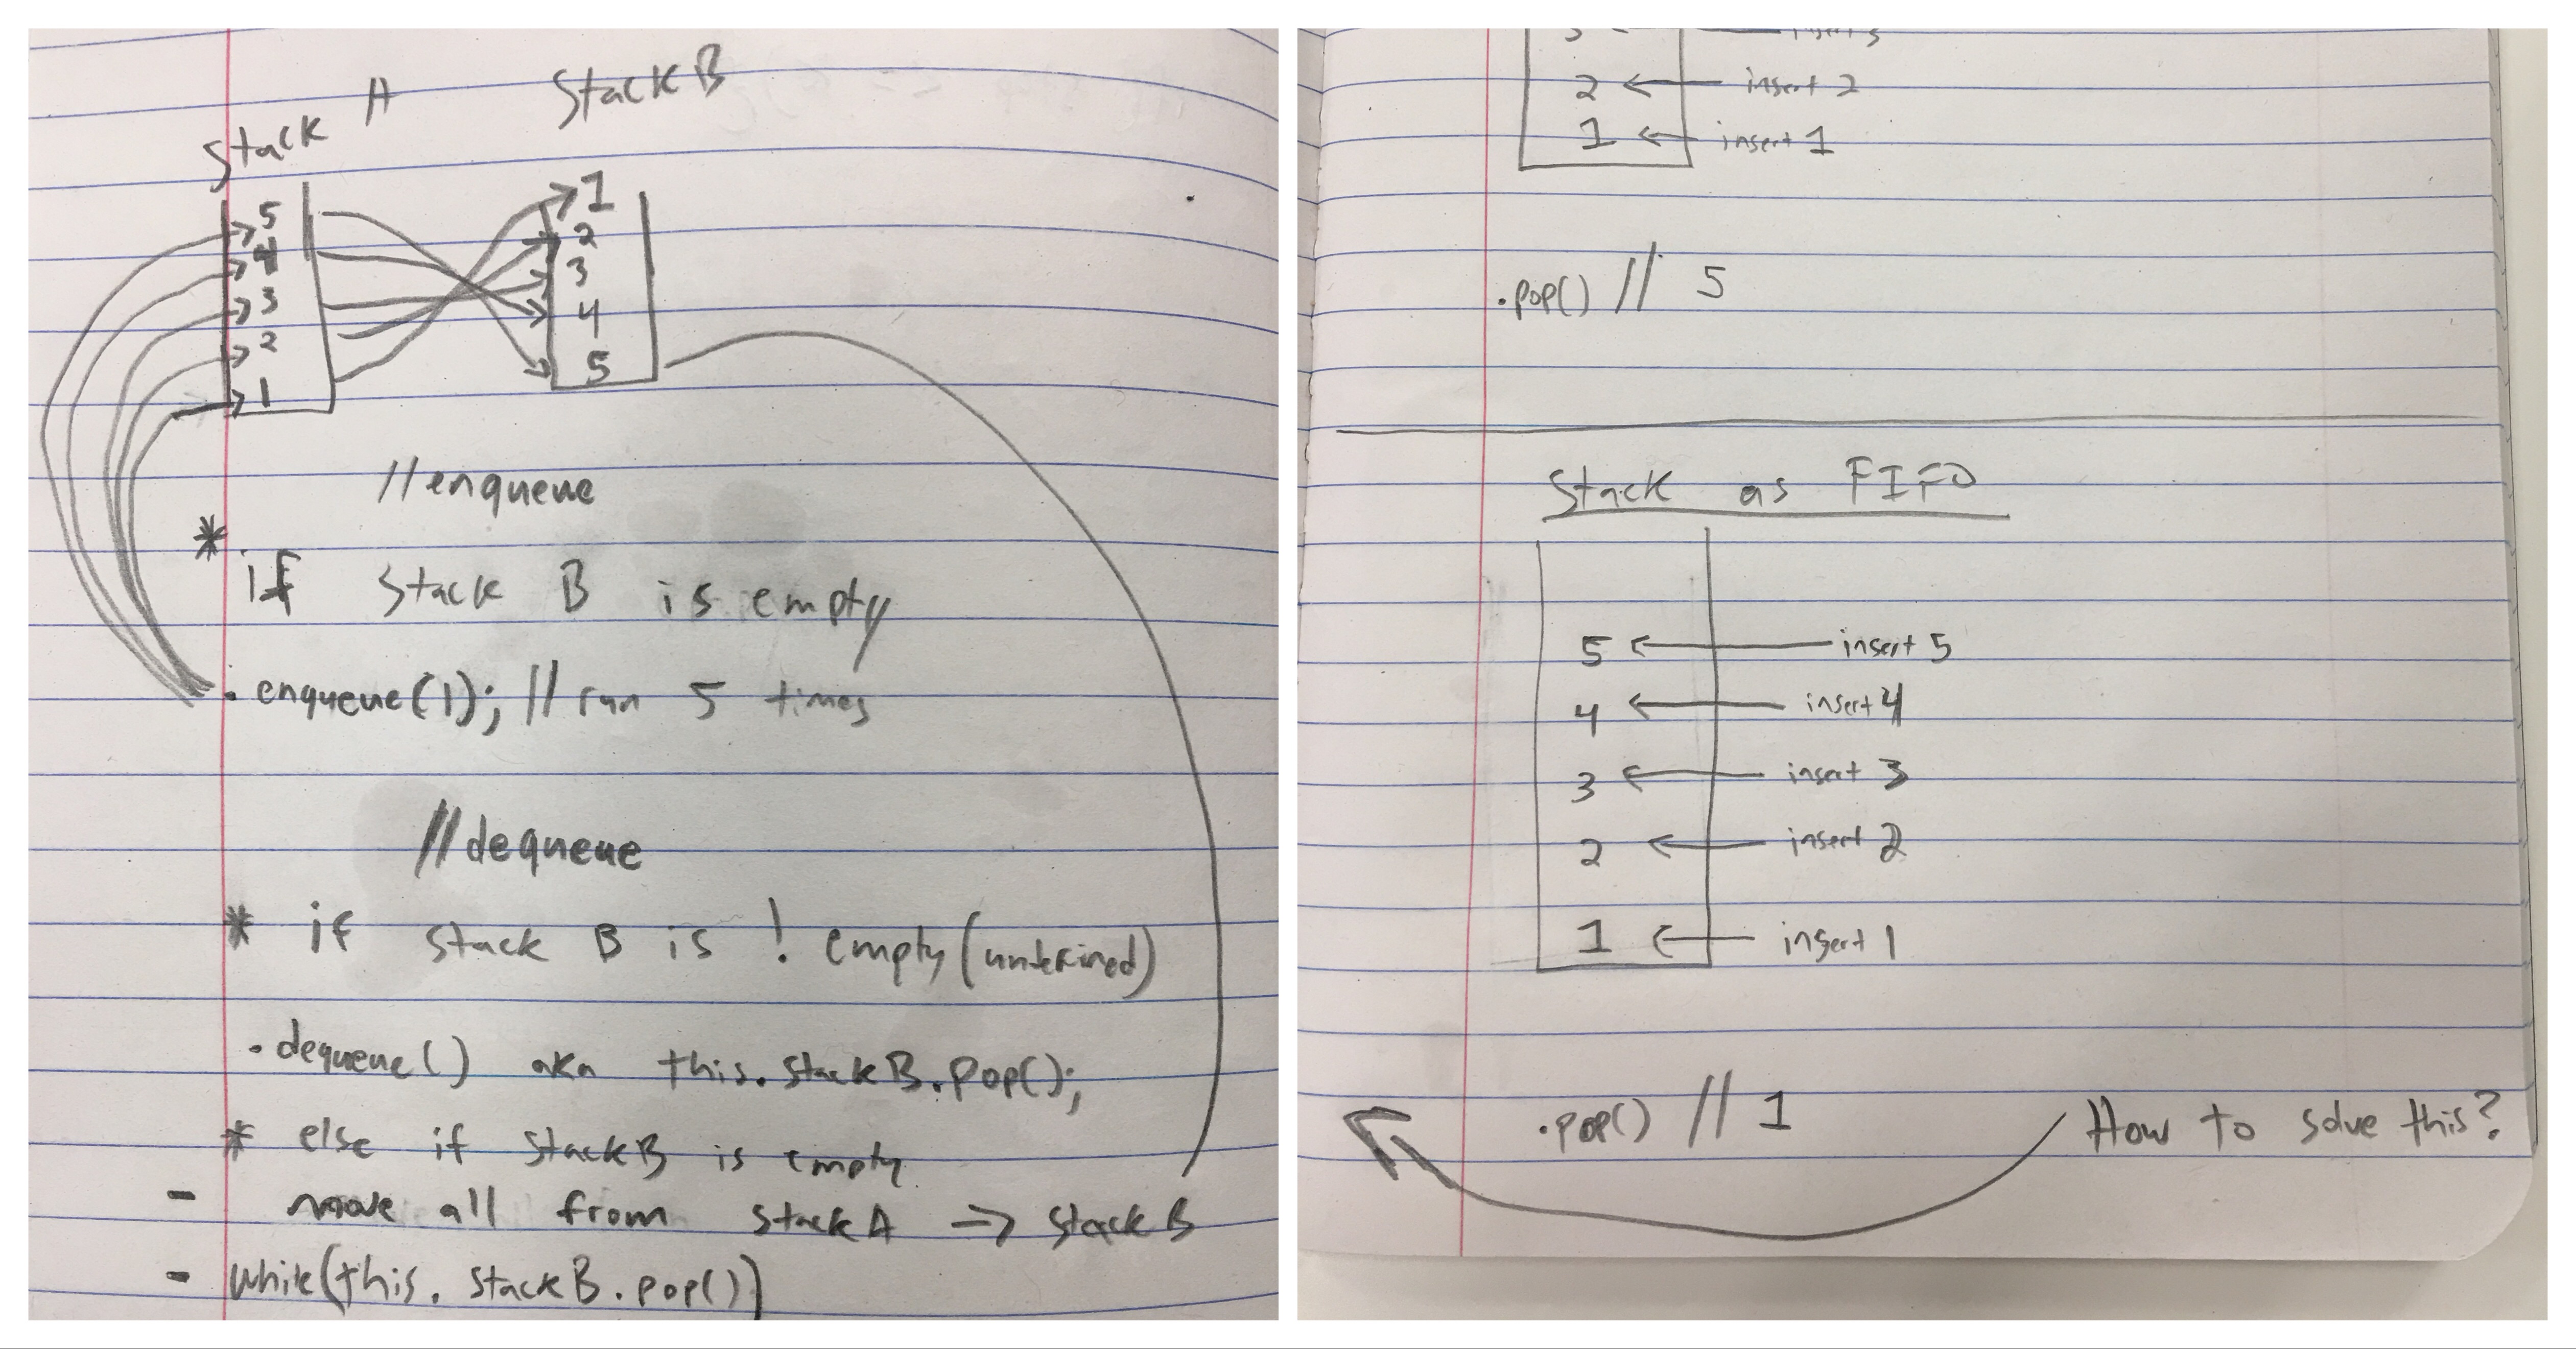 Stack A Stack B
5 1
4 2
3 3
2 4
1 5
//enqueue
* if Stack B is empty
. enqueue(1); // run 5 times
//dequeue
* if stack B is ! empty (undefined)
. dequeue() aka this.stackB.pop();
* else if stackB is empty
- move all from stackA => stackB
- while(this.stackB.pop())
2 ← insert 2
1 ← insert 1
.pop() // 5
Stack as FIFO
5 ← insert 5
4 ← insert 4
3 ← insert 3
2 ← insert 2
1 ← insert 1
.pop() // 1 How to solve this?